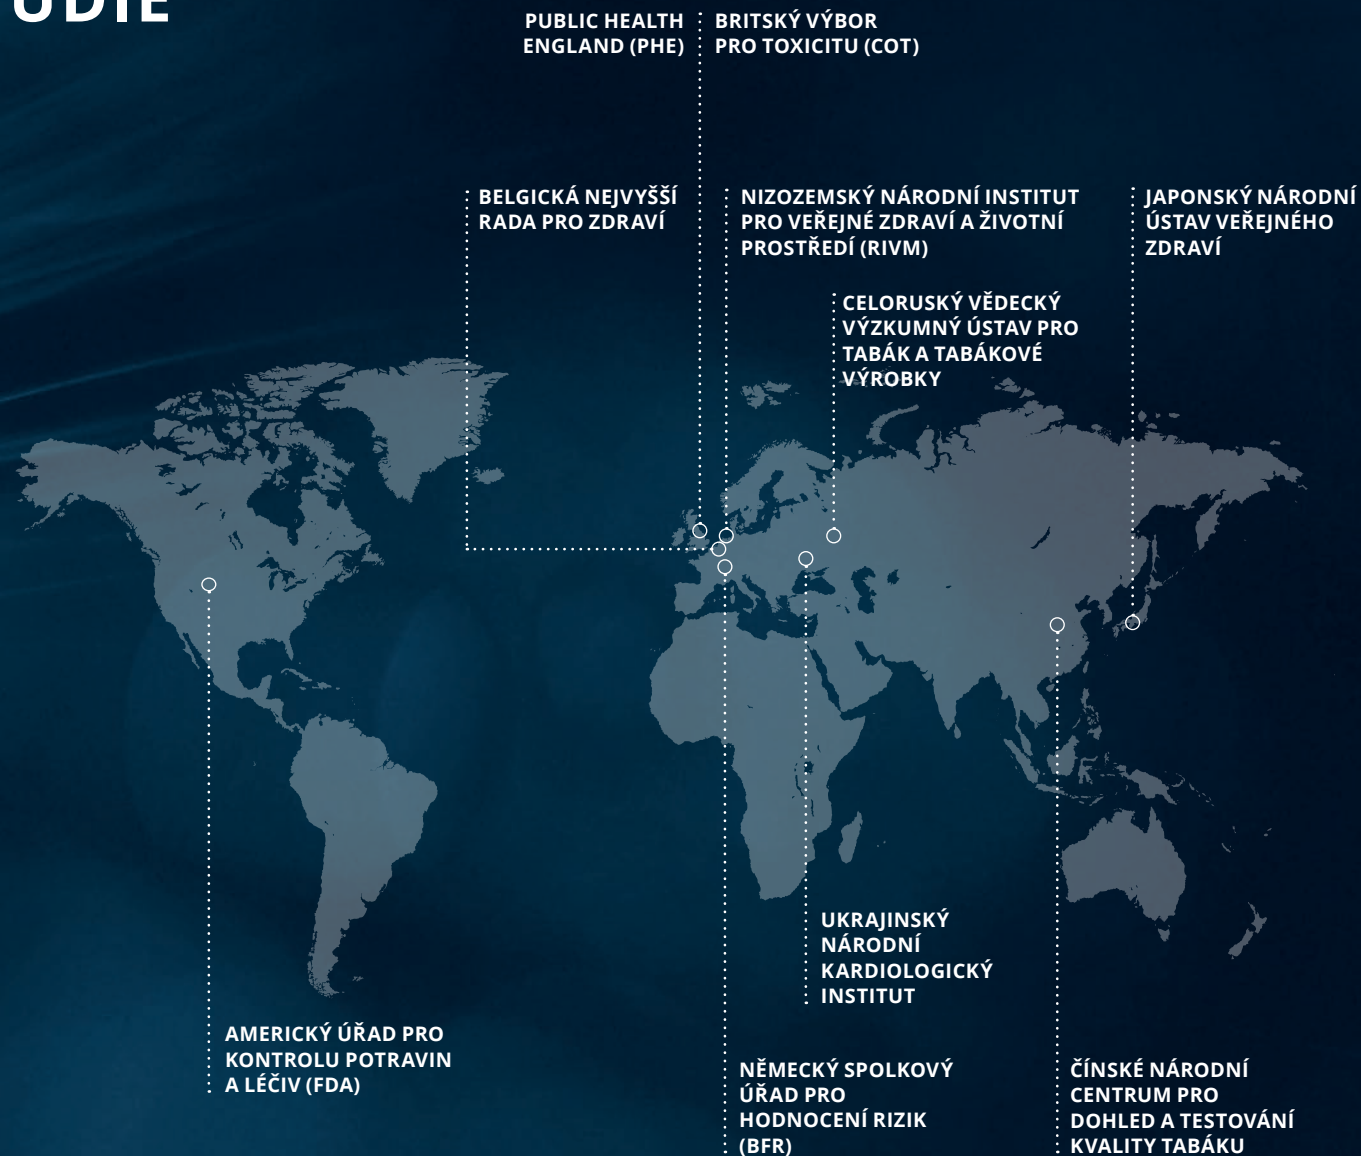 UDIE
PUBLIC HEALTH
ENGLAND (PHE)
BRITSKÝ VÝBOR
PRO TOXICITU (COT)
BELGICKÁ NEJVYŠŠÍ
RADA PRO ZDRAVÍ
NIZOZEMSKÝ NÁRODNÍ INSTITUT
PRO VEŘEJNÉ ZDRAVÍ A ŽIVOTNÍ
PROSTŘEDÍ (RIVM)
JAPONSKÝ NÁRODNÍ
ÚSTAV VEŘEJNÉHO
ZDRAVÍ
CELORUSKÝ VĚDECKÝ
VÝZKUMNÝ ÚSTAV PRO
TABÁK A TABÁKOVÉ
VÝROBKY
UKRAJINSKÝ
NÁRODNÍ
KARDIOLOGICKÝ
INSTITUT
AMERICKÝ ÚŘAD PRO
KONTROLU POTRAVIN
A LÉČIV (FDA)
NĚMECKÝ SPOLKOVÝ
ÚŘAD PRO
HODNOCENÍ RIZIK
(BFR)
ČÍNSKÉ NÁRODNÍ
CENTRUM PRO
DOHLED A TESTOVÁNÍ
KVALITY TABÁKU